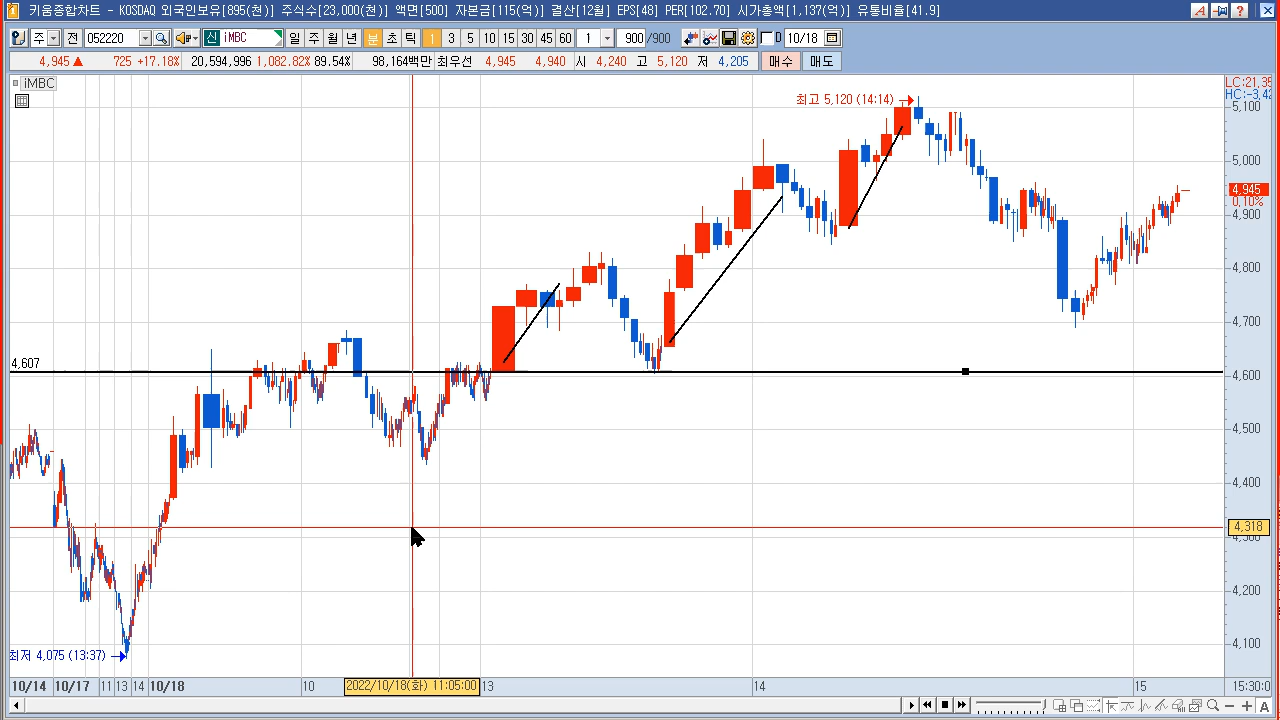 키움종합차트 - KOSDAQ 외국인보유[895(천)] 주식수[23,000(천)] 액면[500] 자본금[115(억)] 결산[12월] EPS[48] PER[102.70] 시가총액[1,137(억)] 유통비율[41.9]
주 전 052220 신 iMBC 일 주 월 년 분 초 틱 1 3 5 10 15 30 45 60 1 900 /900 D 10/18
4,945 ▲ 725 +17.18% 20,594,996 1,082.82% 89.54% 98,164백만 최우선 4,945 4,940 시 4,240 고 5,120 저 4,205 매수 매도
iMBC
LC:21,35
HC:-3,42
최고 5,120 (14:14)
5,100
5,000
4,945
0.10%
4,900
4,800
4,700
4,607
4,600
4,500
4,400
4,318
4,300
4,200
4,100
최저 4,075 (13:37)
10/14 10/17 11 13 14 10/18 10 2022/10/18(화) 11:05:00 13 14 15 15:30:0
A